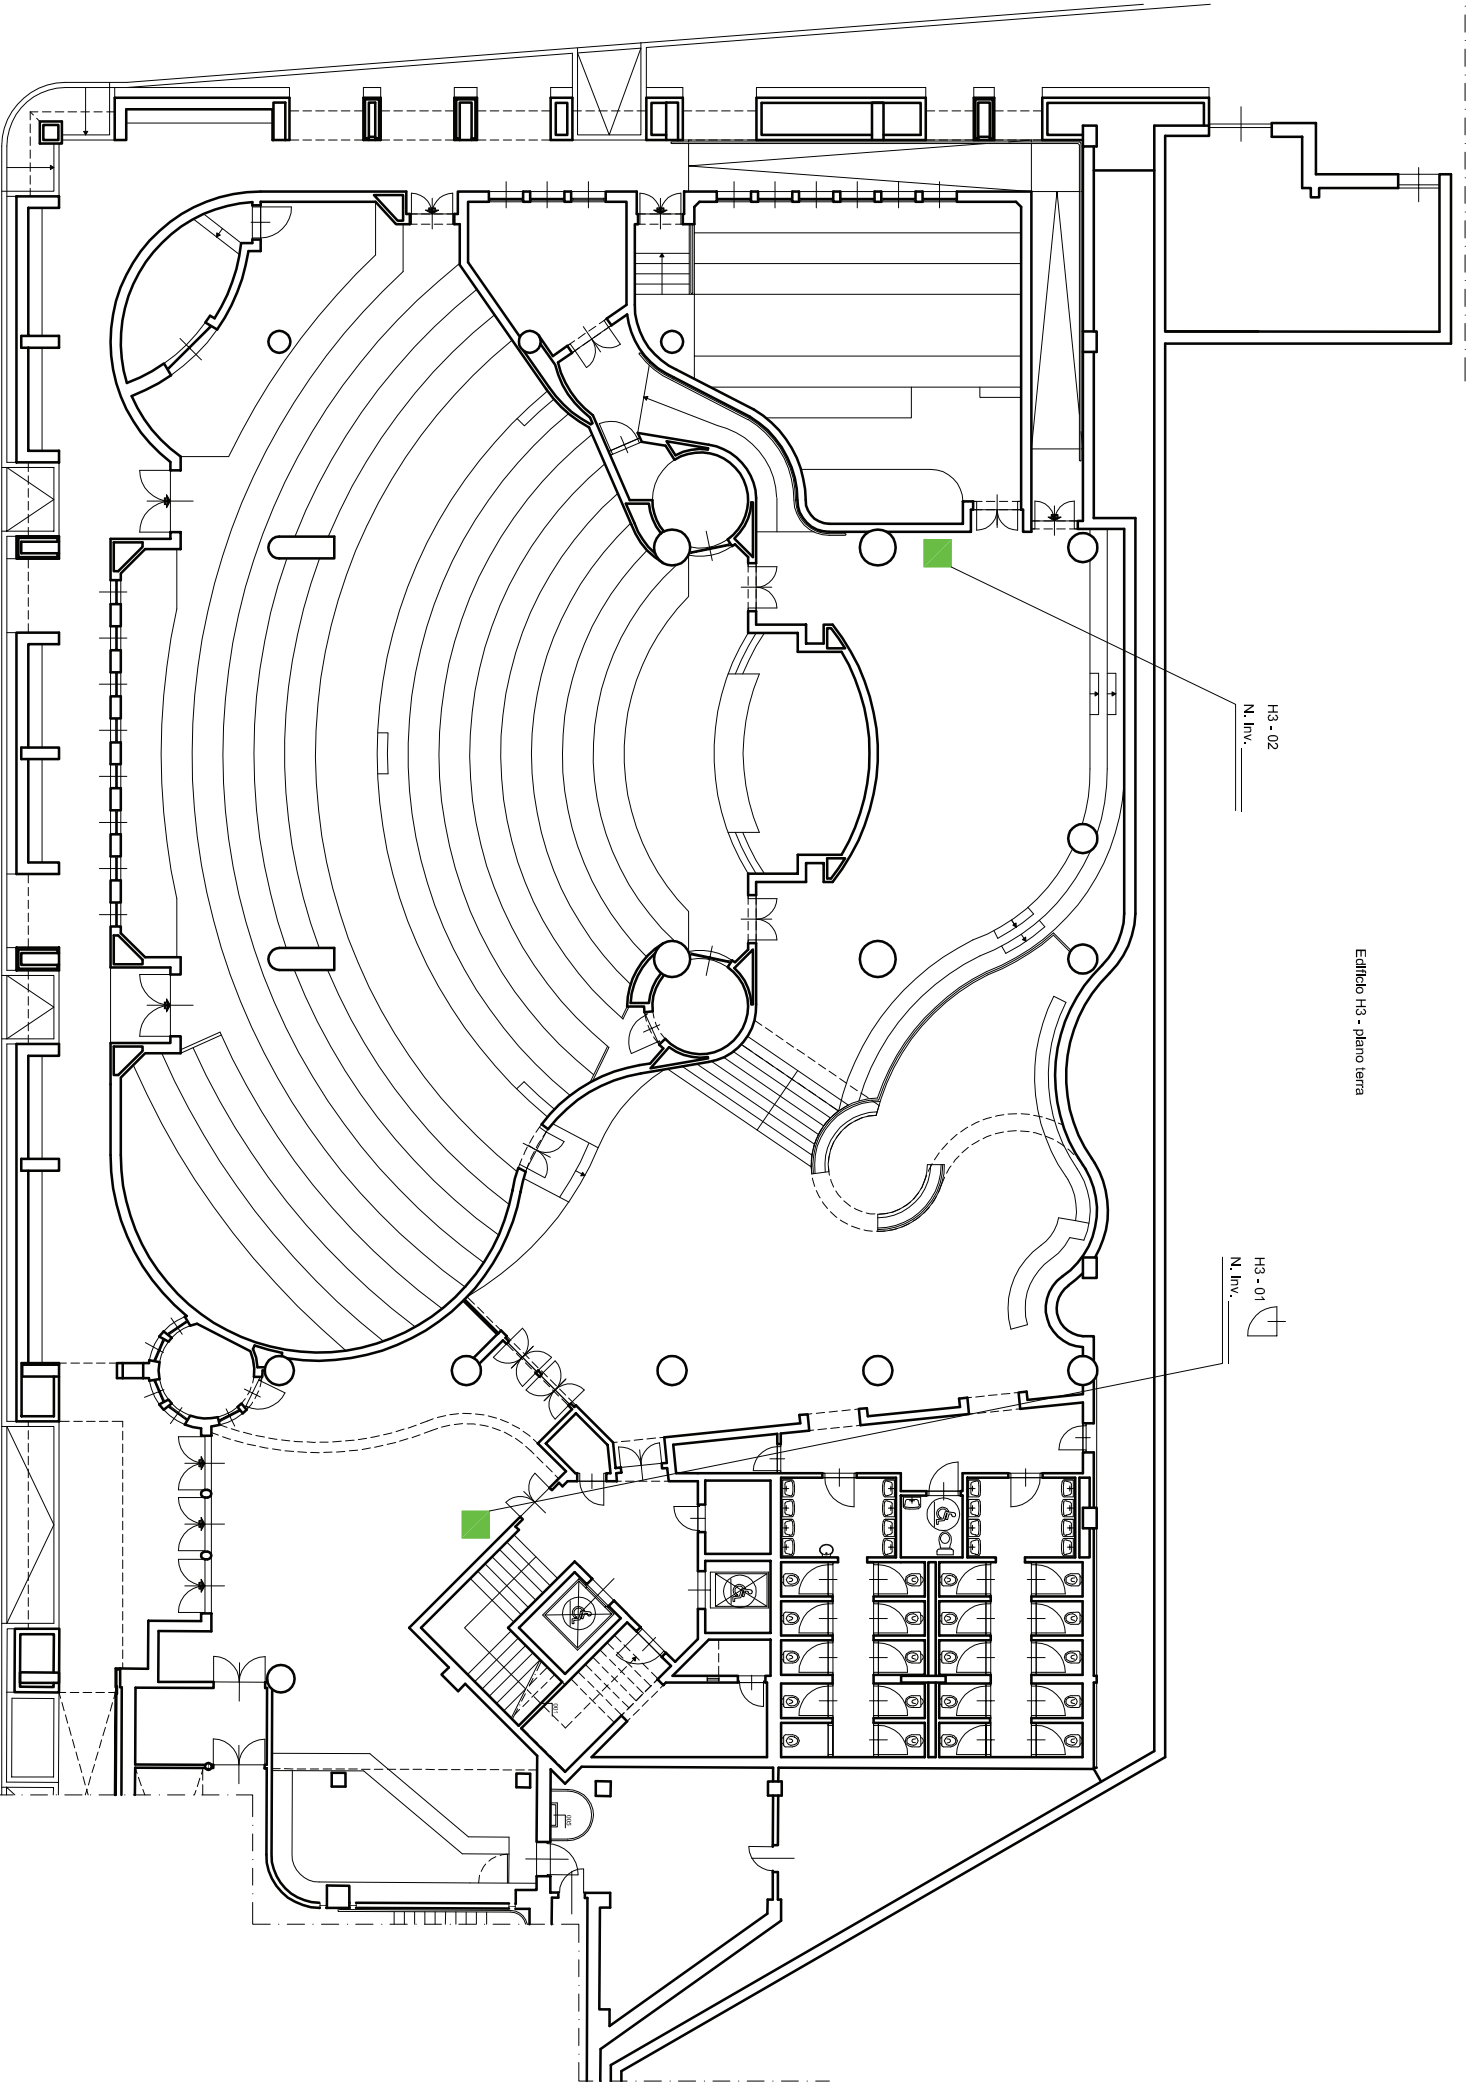 H3 - 02
N. Inv.
Edificio H3 - piano terra
H3 - 01
N. Inv.